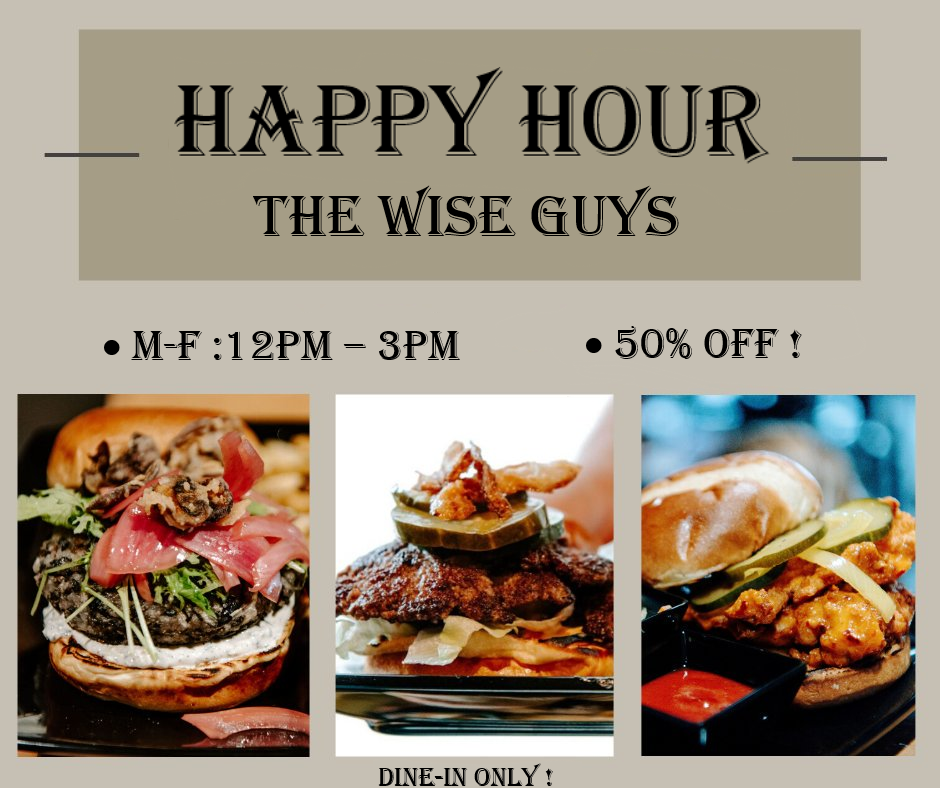 HAPPY HOUR
THE WISE GUYS
• M-F :12PM – 3PM
• 50% OFF !
DINE-IN ONLY !